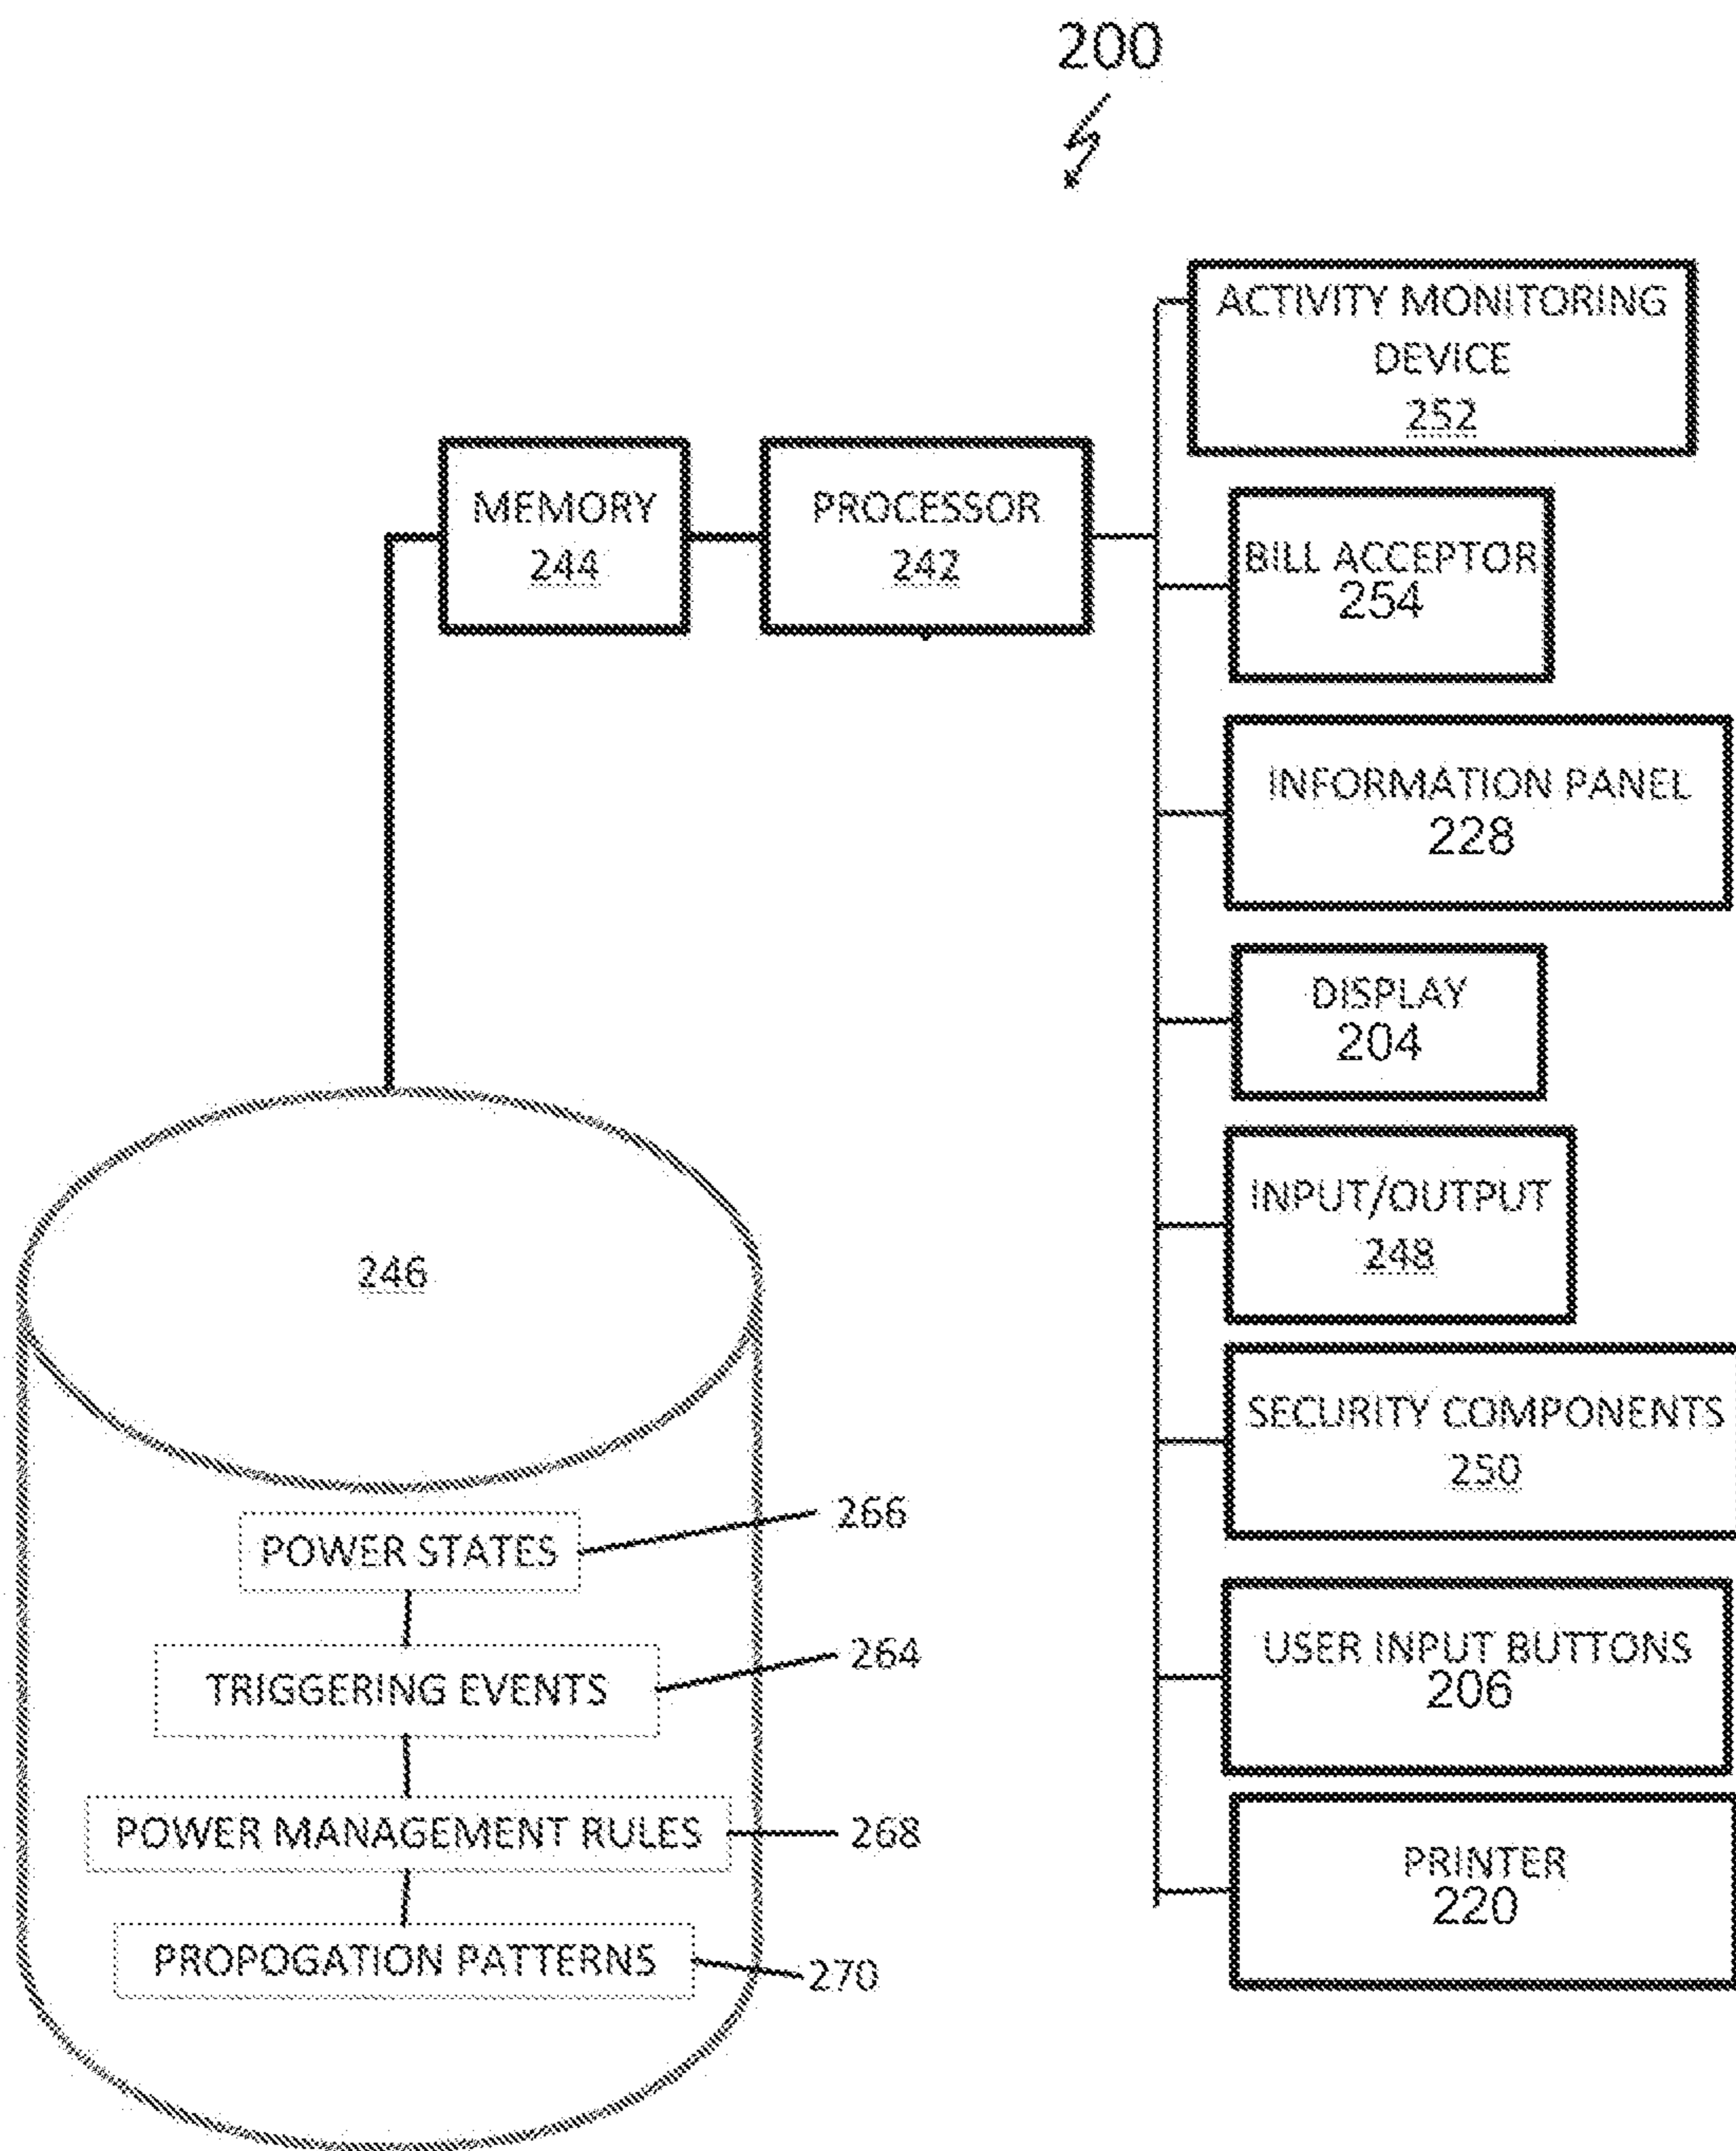 200
ACTIVITY MONITORING
DEVICE
252
MEMORY
244
PROCESSOR
242
BILL ACCEPTOR
254
INFORMATION PANEL
228
DISPLAY
204
INPUT/OUTPUT
248
246
SECURITY COMPONENTS
250
POWER STATES
266
TRIGGERING EVENTS
264
USER INPUT BUTTONS
206
POWER MANAGEMENT RULES
268
PRINTER
220
PROPOGATION PATTERNS
270